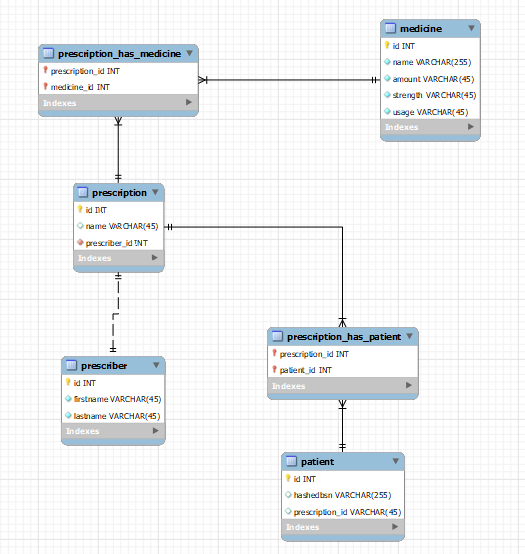 medicine
id INT
name VARCHAR(255)
amount VARCHAR(45)
strength VARCHAR(45)
usage VARCHAR(45)
Indexes
prescription_has_medicine
prescription_id INT
medicine_id INT
Indexes
prescription
id INT
name VARCHAR(45)
prescriber_id INT
Indexes
prescription_has_patient
prescription_id INT
patient_id INT
Indexes
prescriber
id INT
firstname VARCHAR(45)
lastname VARCHAR(45)
Indexes
patient
id INT
hashedbsn VARCHAR(255)
prescription_id VARCHAR(45)
Indexes